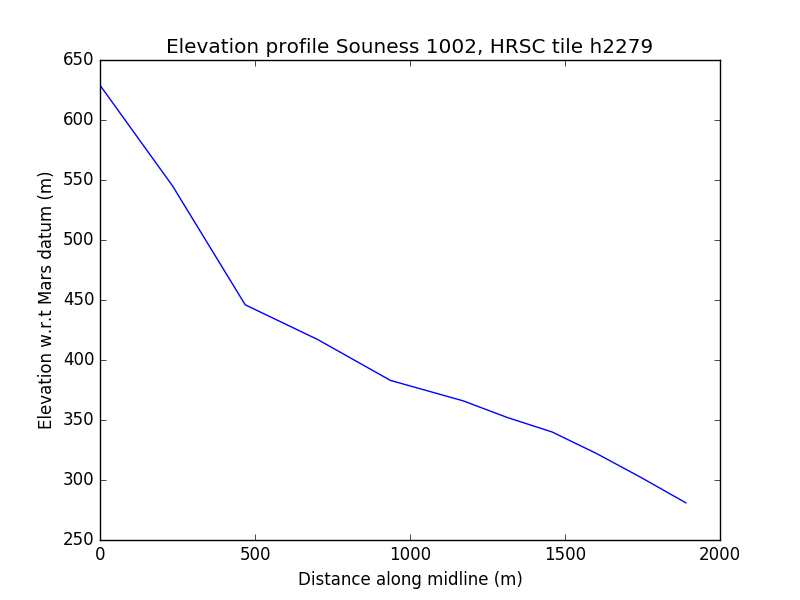 Elevation profile Souness 1002, HRSC tile h2279
650
600
550
500
450
400
350
300
250
Elevation w.r.t Mars datum (m)
0 500 1000 1500 2000
Distance along midline (m)